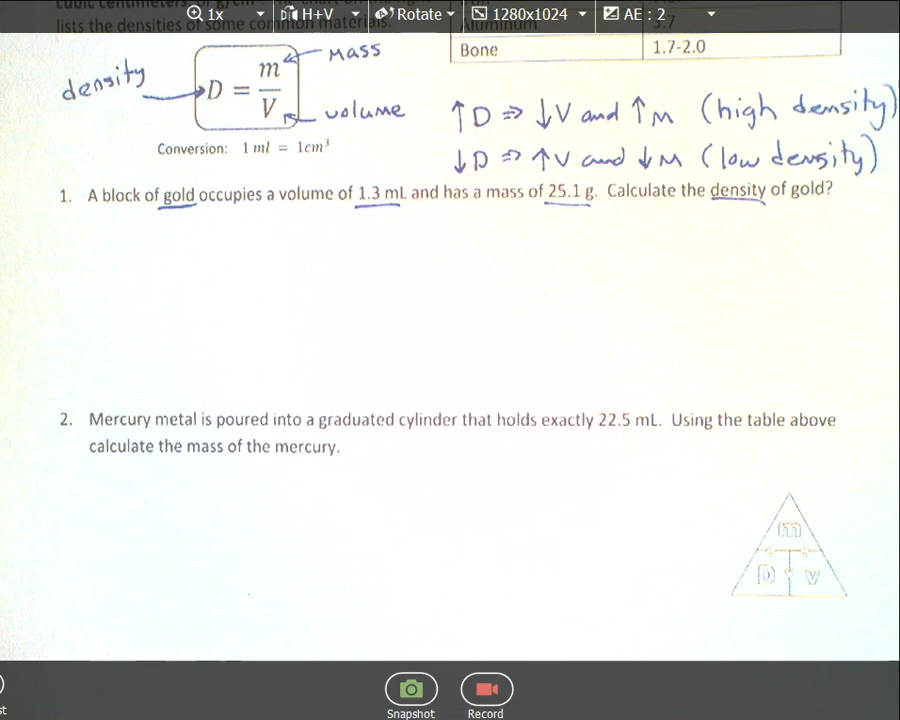 1x H+V Rotate 1280x1024 AE : 2
lists the densities of some common materials.
Aluminum 3.7
Bone 1.7-2.0
density
D = m / V
Mass
volume
Conversion: 1 ml = 1cm³
↑D ⇒ ↓V and ↑M (high density)
↓D ⇒ ↑V and ↓M (low density)
1. A block of gold occupies a volume of 1.3 mL and has a mass of 25.1 g. Calculate the density of gold?
2. Mercury metal is poured into a graduated cylinder that holds exactly 22.5 mL. Using the table above
calculate the mass of the mercury.
m
D V
Snapshot Record